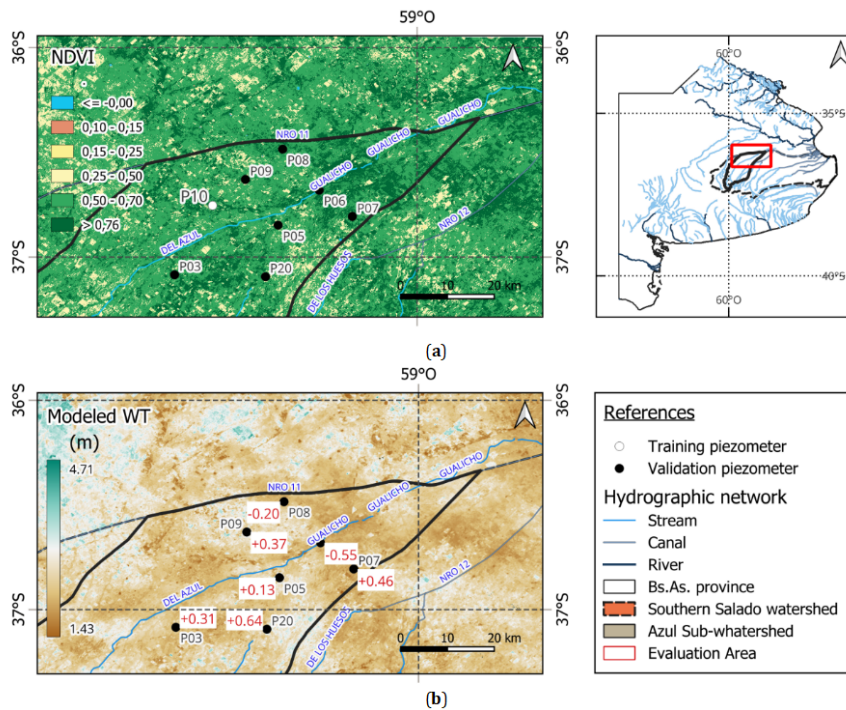 59°O
36°S
36°S
NDVI
<= -0,00
0,10 - 0,15
0,15 - 0,25
0,25 - 0,50
0,50 - 0,70
> 0,76
NRO 11
GUALICHO
GUALICHO
GUALICHO
P08
P09
P10
P06
P07
P05
DEL AZUL
NRO 12
37°S
37°S
P03
P20
DE LOS HUESOS
0
10
20 km
60°O
35°S
35°S
40°S
40°S
60°O
(a)
59°O
36°S
36°S
Modeled WT
(m)
4.71
1.43
NRO 11
GUALICHO
GUALICHO
GUALICHO
-0.20
P08
P09
+0.37
-0.55
P07
+0.46
+0.13
P05
DEL AZUL
NRO 12
37°S
37°S
+0.31
+0.64
P20
P03
DE LOS HUESOS
0
10
20 km
(b)
References
Training piezometer
Validation piezometer
Hydrographic network
Stream
Canal
River
Bs.As. province
Southern Salado watershed
Azul Sub-whatershed
Evaluation Area